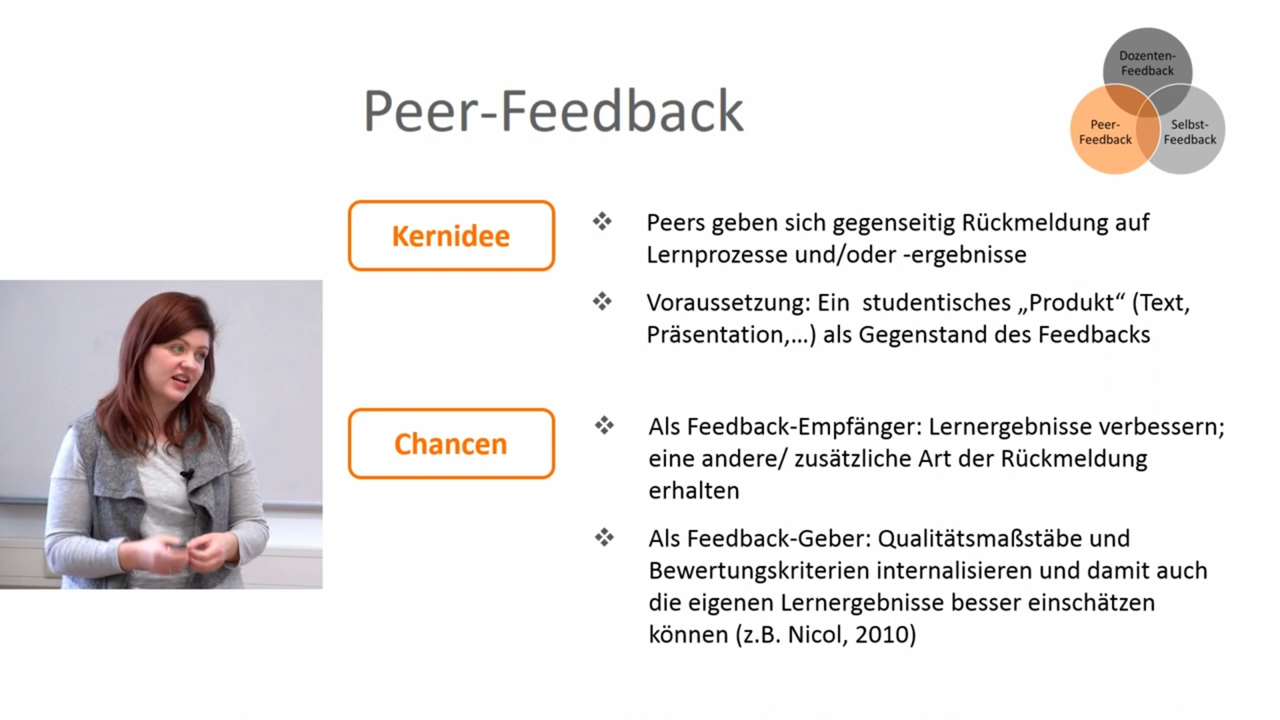 Peer-Feedback
Dozenten-
Feedback
Peer-
Feedback
Selbst-
Feedback
Kernidee
❖ Peers geben sich gegenseitig Rückmeldung auf
Lernprozesse und/oder -ergebnisse
❖ Voraussetzung: Ein  studentisches „Produkt“ (Text,
Präsentation,...) als Gegenstand des Feedbacks
Chancen
❖ Als Feedback-Empfänger: Lernergebnisse verbessern;
eine andere/ zusätzliche Art der Rückmeldung
erhalten
❖ Als Feedback-Geber: Qualitätsmaßstäbe und
Bewertungskriterien internalisieren und damit auch
die eigenen Lernergebnisse besser einschätzen
können (z.B. Nicol, 2010)